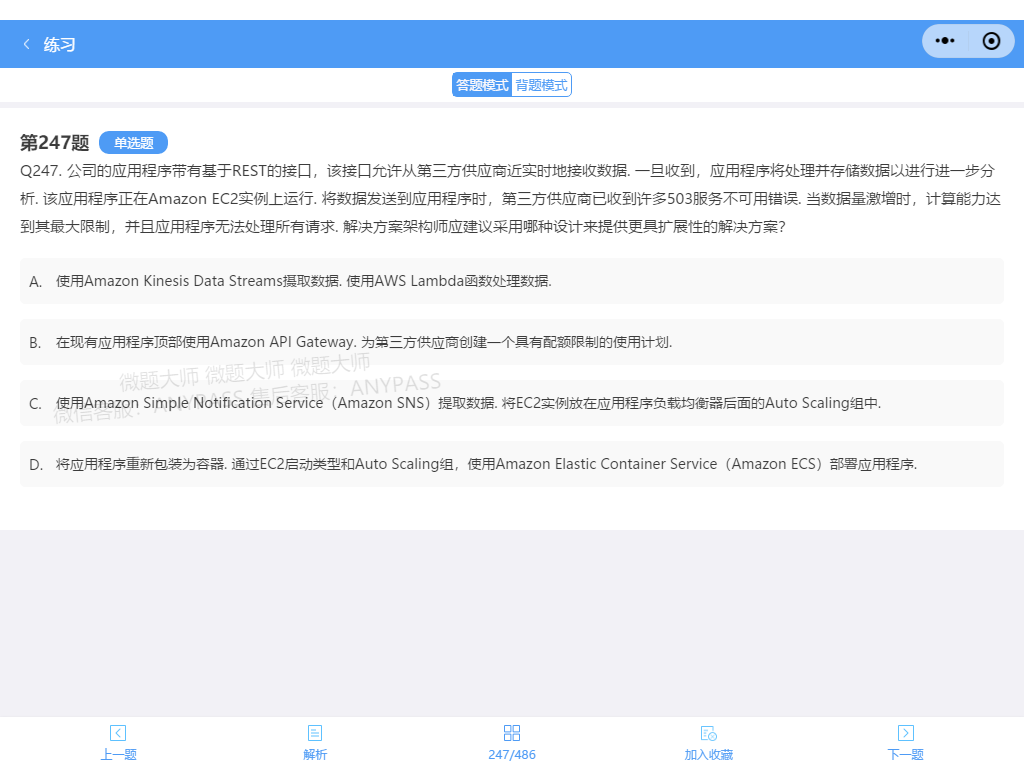 练习
答题模式 背题模式
第247题 单选题
Q247. 公司的应用程序带有基于REST的接口，该接口允许从第三方供应商近实时地接收数据. 一旦收到，应用程序将处理并存储数据以进行进一步分
析. 该应用程序正在Amazon EC2实例上运行. 将数据发送到应用程序时，第三方供应商已收到许多503服务不可用错误. 当数据量激增时，计算能力达
到其最大限制，并且应用程序无法处理所有请求. 解决方案架构师应建议采用哪种设计来提供更具扩展性的解决方案？
A. 使用Amazon Kinesis Data Streams摄取数据. 使用AWS Lambda函数处理数据.
B. 在现有应用程序顶部使用Amazon API Gateway. 为第三方供应商创建一个具有配额限制的使用计划.
微题大师 微题大师 微题大师
微信客服：ANYPASS 售后客服：ANYPASS
C. 使用Amazon Simple Notification Service（Amazon SNS）提取数据. 将EC2实例放在应用程序负载均衡器后面的Auto Scaling组中.
D. 将应用程序重新包装为容器. 通过EC2启动类型和Auto Scaling组，使用Amazon Elastic Container Service（Amazon ECS）部署应用程序.
上一题 解析 247/486 加入收藏 下一题